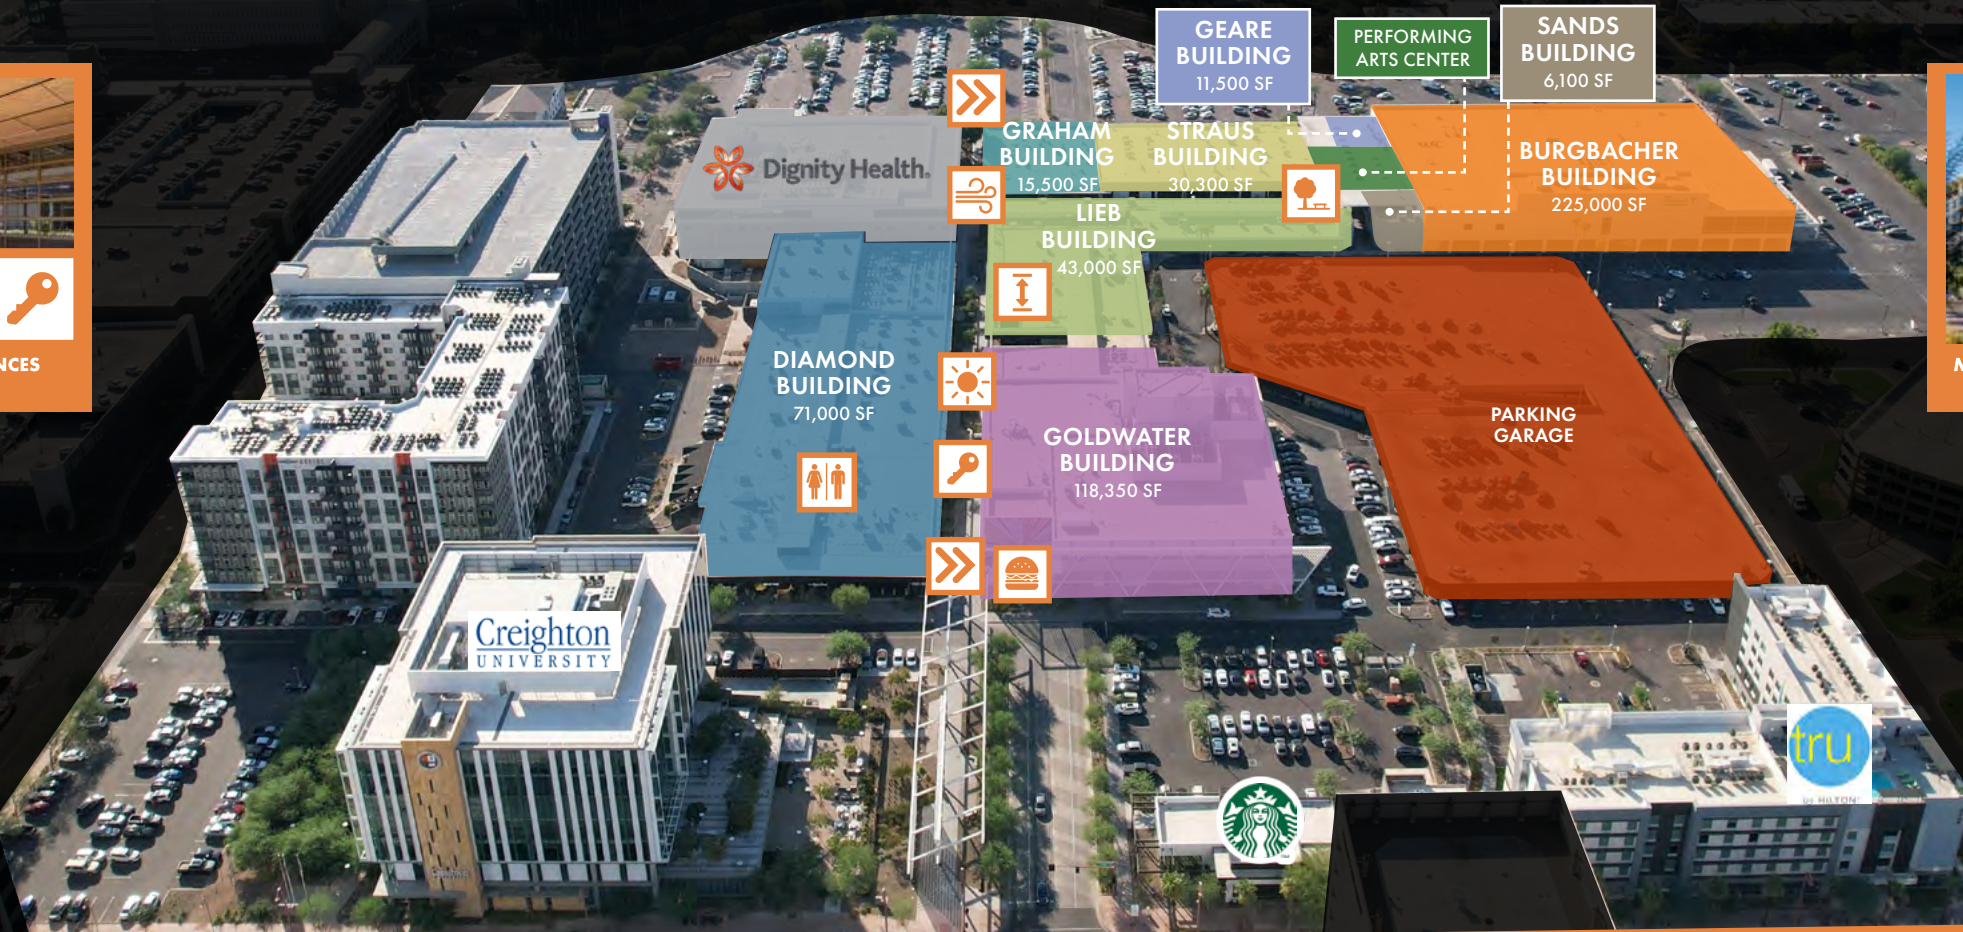 GEARE
BUILDING
11,500 SF
PERFORMING
ARTS CENTER
SANDS
BUILDING
6,100 SF
Dignity Health.
GRAHAM
BUILDING
15,500 SF
STRAUS
BUILDING
30,300 SF
BURGBACHER
BUILDING
225,000 SF
LIEB
BUILDING
43,000 SF
NCES
M
DIAMOND
BUILDING
71,000 SF
GOLDWATER
BUILDING
118,350 SF
PARKING
GARAGE
Creighton
UNIVERSITY
tru
by HILTON